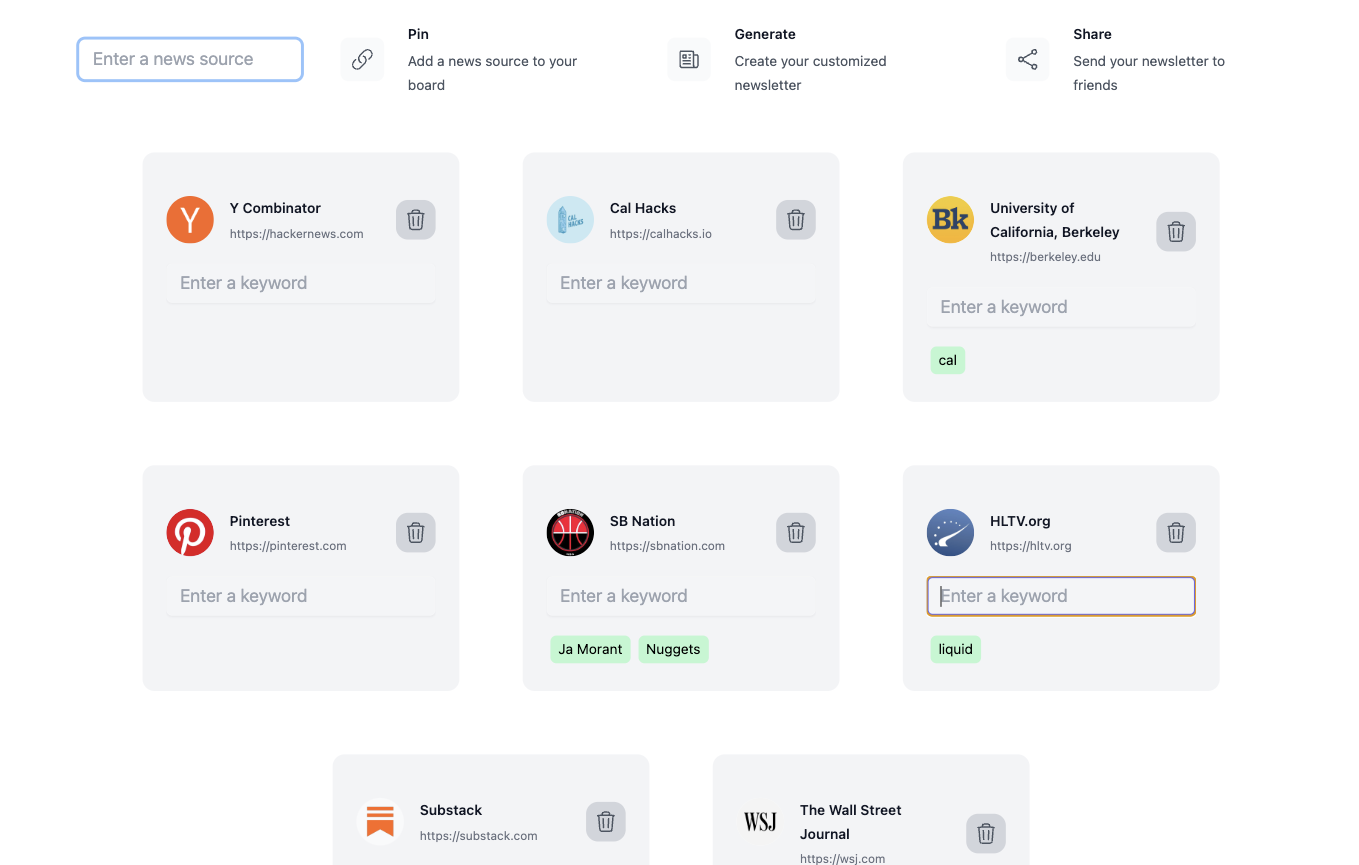 Enter a news source
Pin
Add a news source to your
board
Generate
Create your customized
newsletter
Share
Send your newsletter to
friends
Y
Y Combinator
https://hackernews.com
Enter a keyword
CAL
HACKS
Cal Hacks
https://calhacks.io
Enter a keyword
Bk
University of
California, Berkeley
https://berkeley.edu
Enter a keyword
cal
Pinterest
https://pinterest.com
Enter a keyword
SB NATION
SB Nation
https://sbnation.com
Enter a keyword
Ja Morant
Nuggets
HLTV.org
https://hltv.org
Enter a keyword
liquid
Substack
https://substack.com
WSJ
The Wall Street
Journal
https://wsj.com